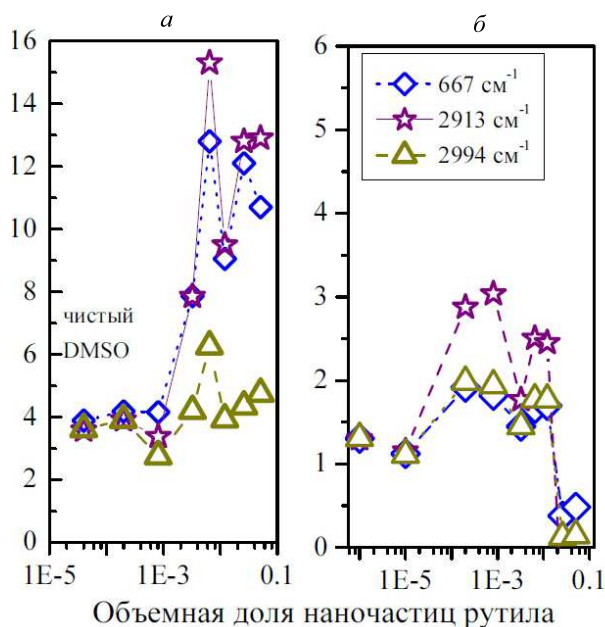 а
б
16
14
12
10
8
6
4
2
0
чистый
DMSO
1E-5
1E-3
0.1
6
5
4
3
2
1
0
667 см⁻¹
2913 см⁻¹
2994 см⁻¹
1E-5
1E-3
0.1
Объемная доля наночастиц рутила